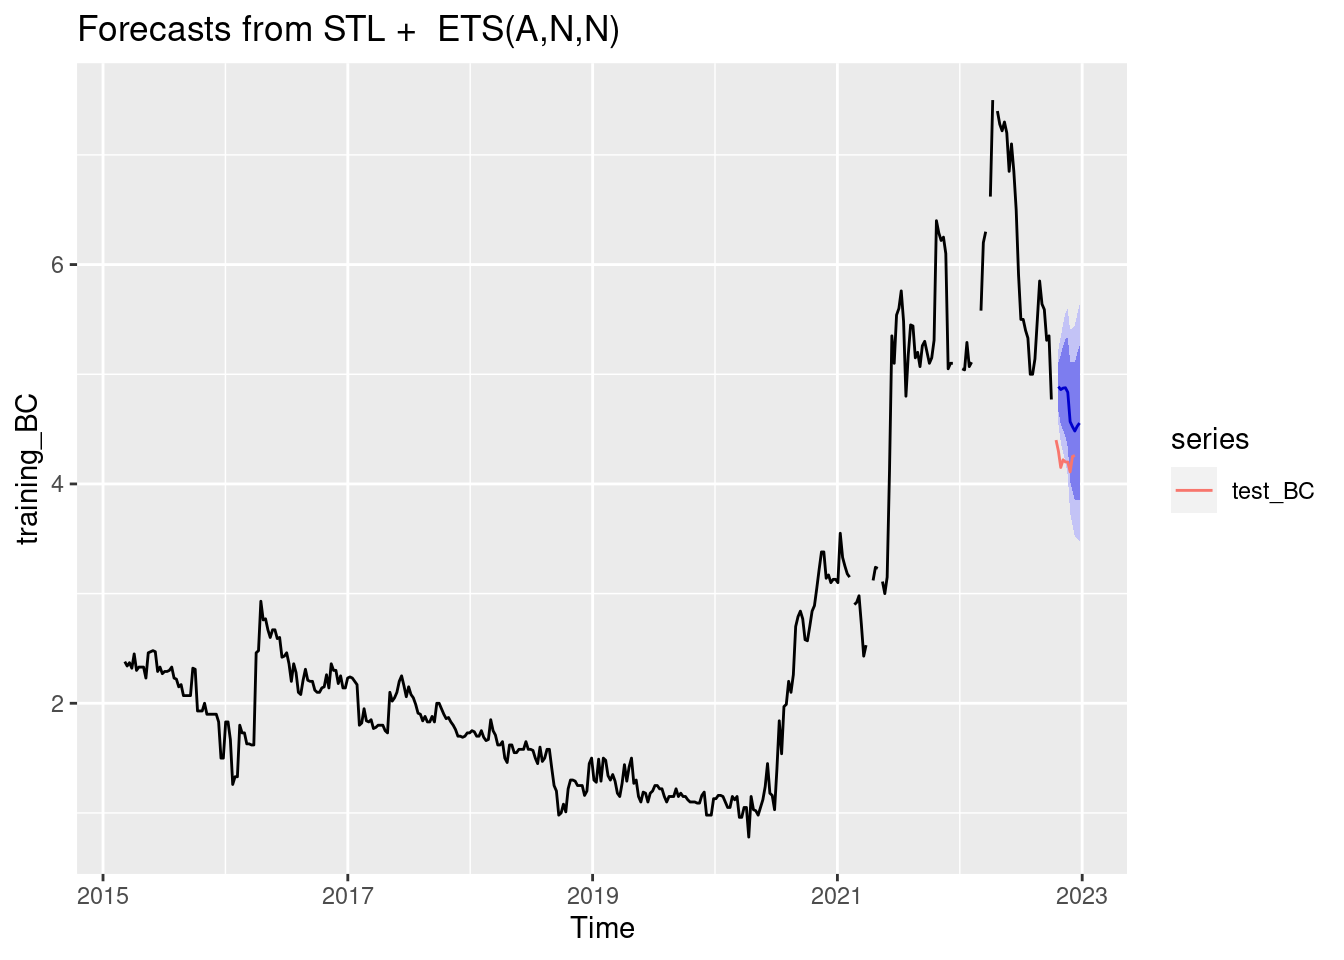 Forecasts from STL +  ETS(A,N,N)
training_BC
6
4
2
2015
2017
2019
2021
2023
Time
series
test_BC